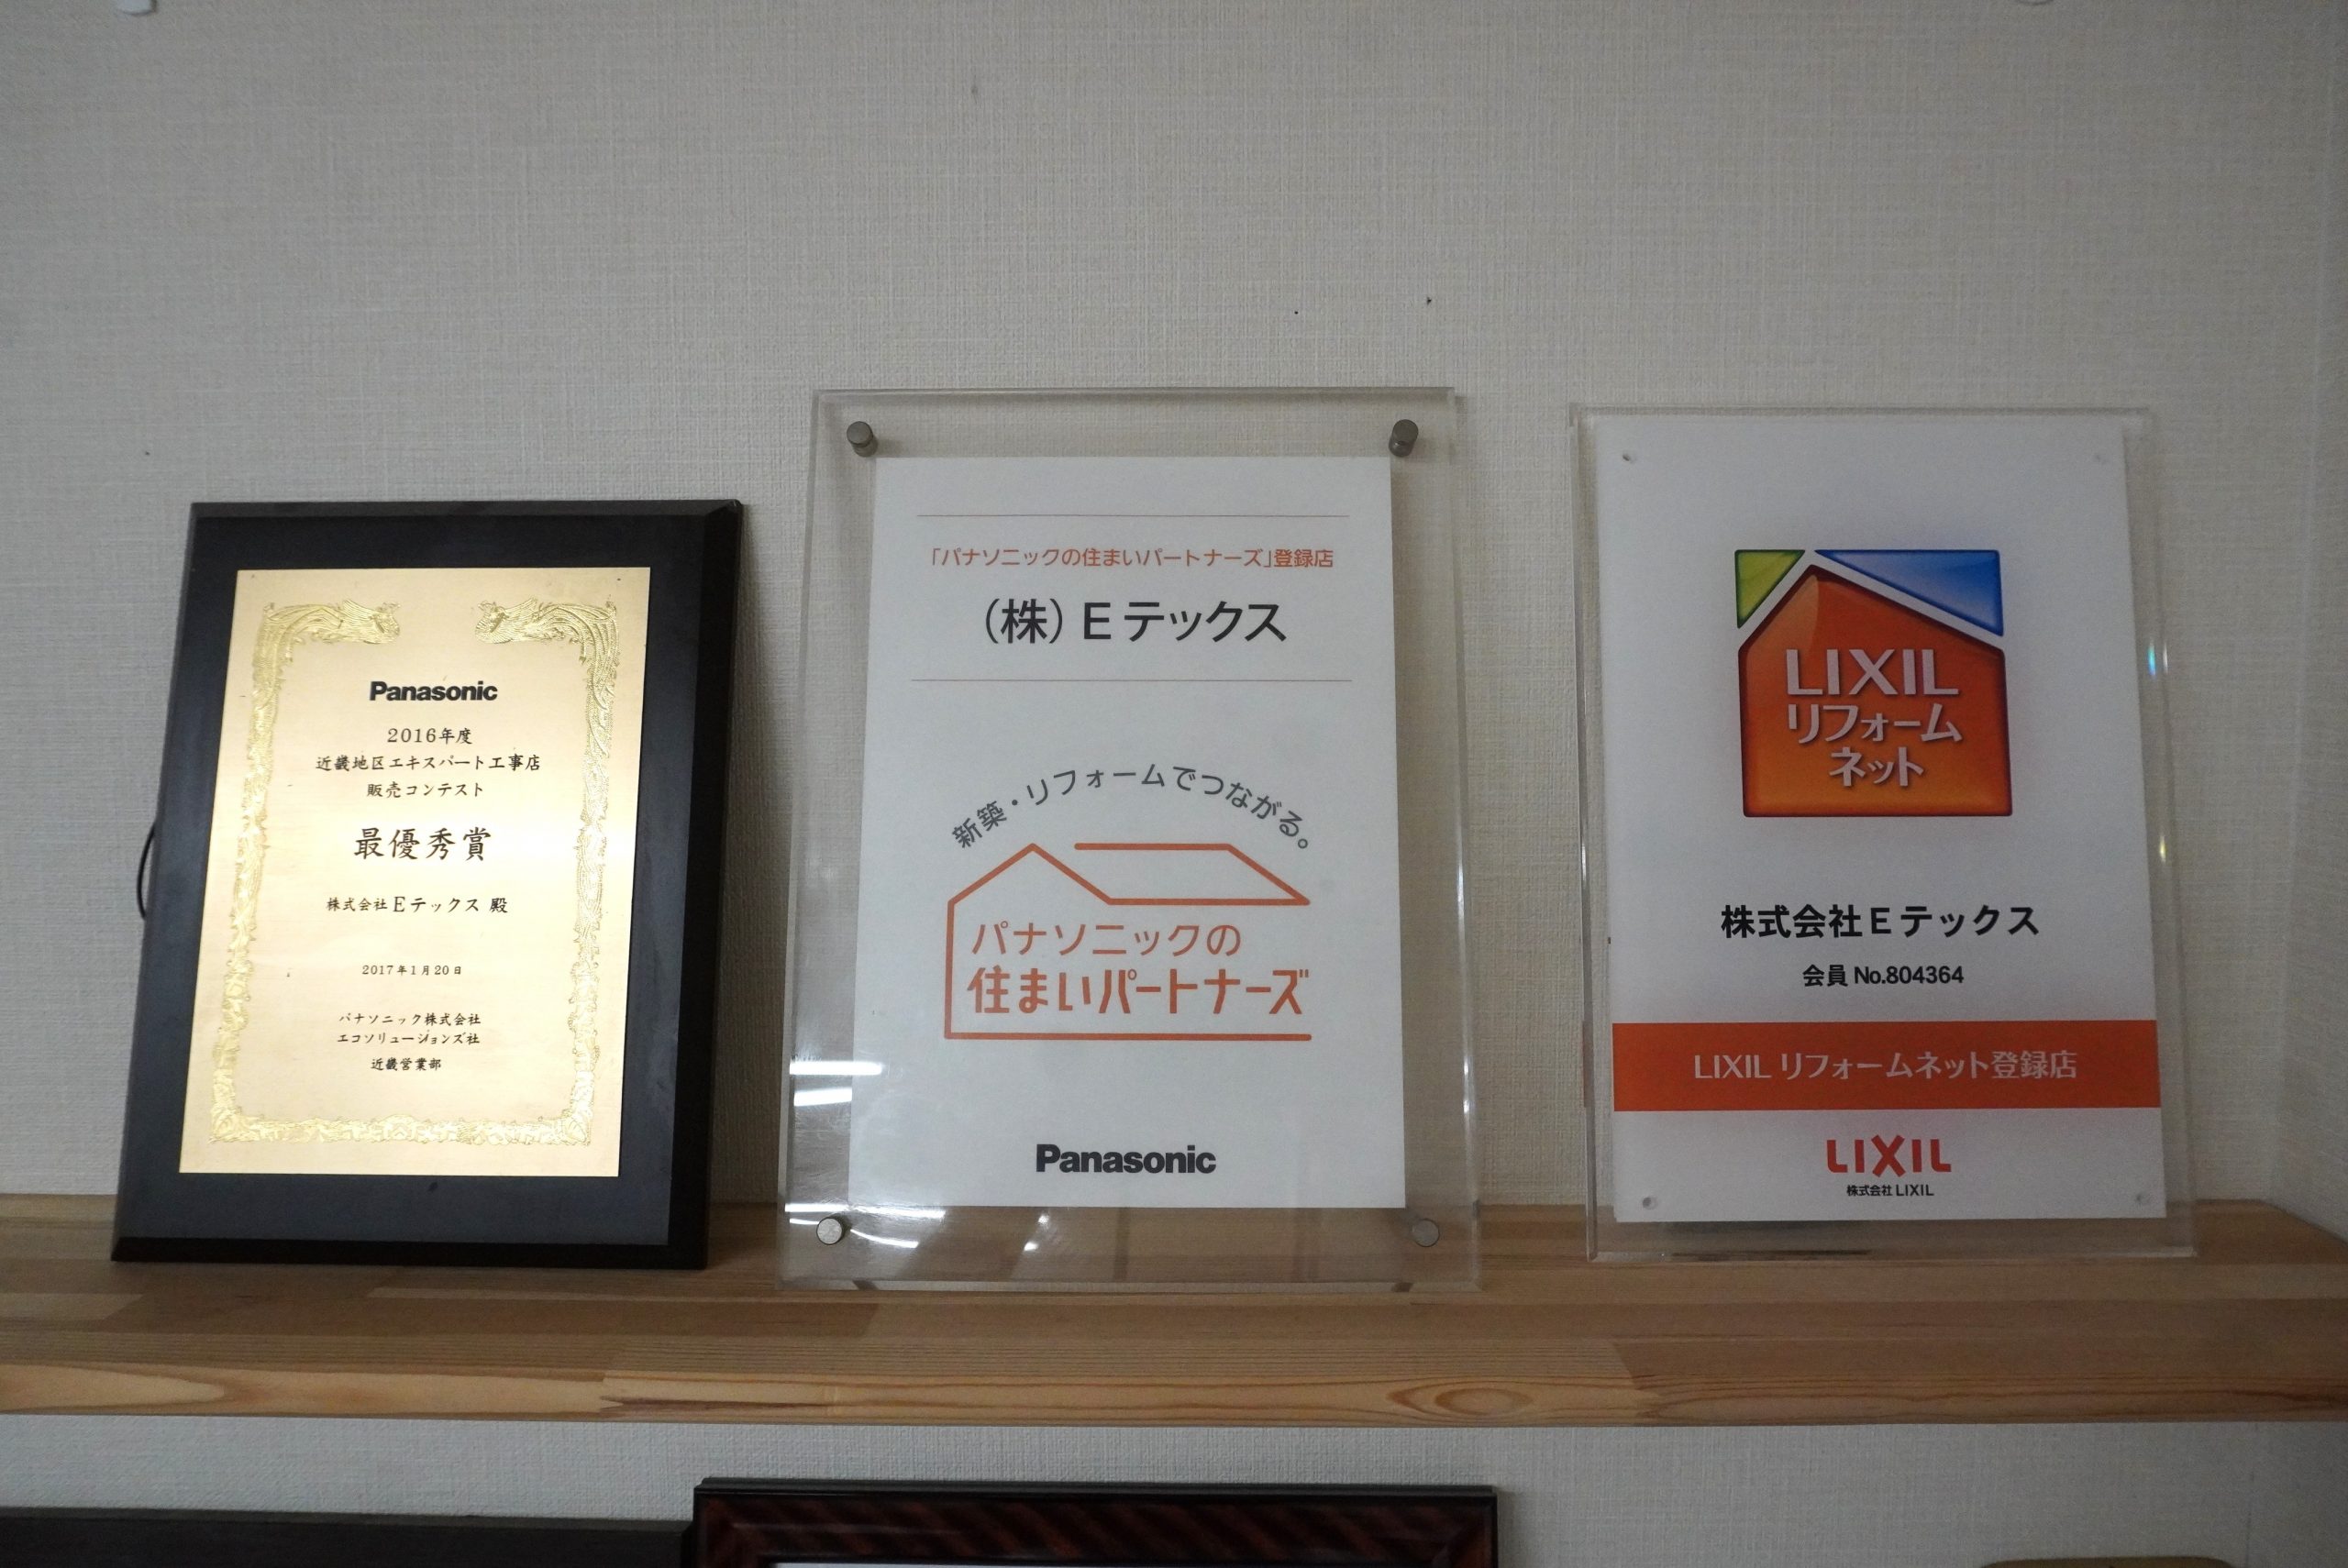 Panasonic
2016年度
近畿地区エキスパート工事店
販売コンテスト
最優秀賞
株式会社Eテックス 殿
2017年1月20日
パナソニック株式会社
エコソリューションズ社
近畿営業部
「パナソニックの住まいパートナーズ」登録店
(株)Eテックス
新築・リフォームでつながる。
パナソニックの
住まいパートナーズ
Panasonic
LIXIL
リフォーム
ネット
株式会社Eテックス
会員 No.804364
LIXIL リフォームネット登録店
LIXIL
株式会社 LIXIL